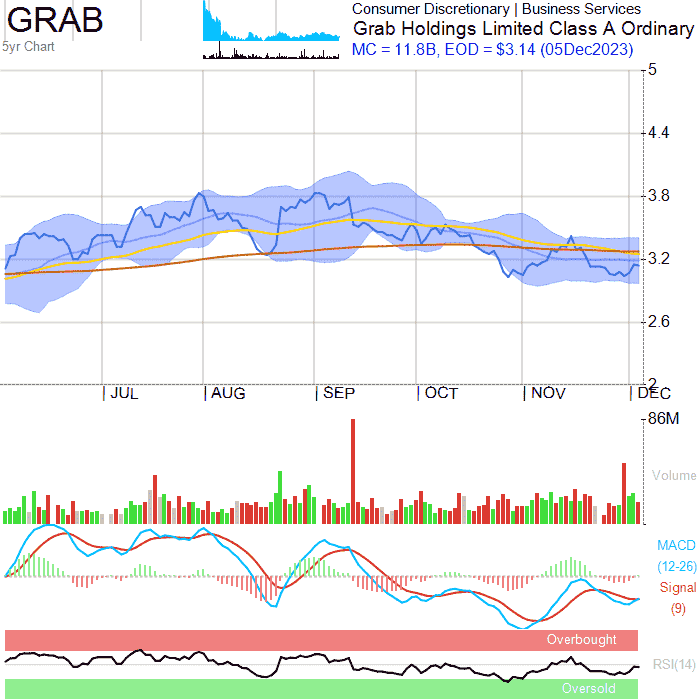 GRAB
5yr Chart
Consumer Discretionary | Business Services
Grab Holdings Limited Class A Ordinary
MC = 11.8B, EOD = $3.14 (05Dec2023)
5
4.4
3.8
3.2
2.6
2
JUL
AUG
SEP
OCT
NOV
DEC
86M
Volume
MACD
(12-26)
Signal
(9)
Overbought
RSI(14)
Oversold